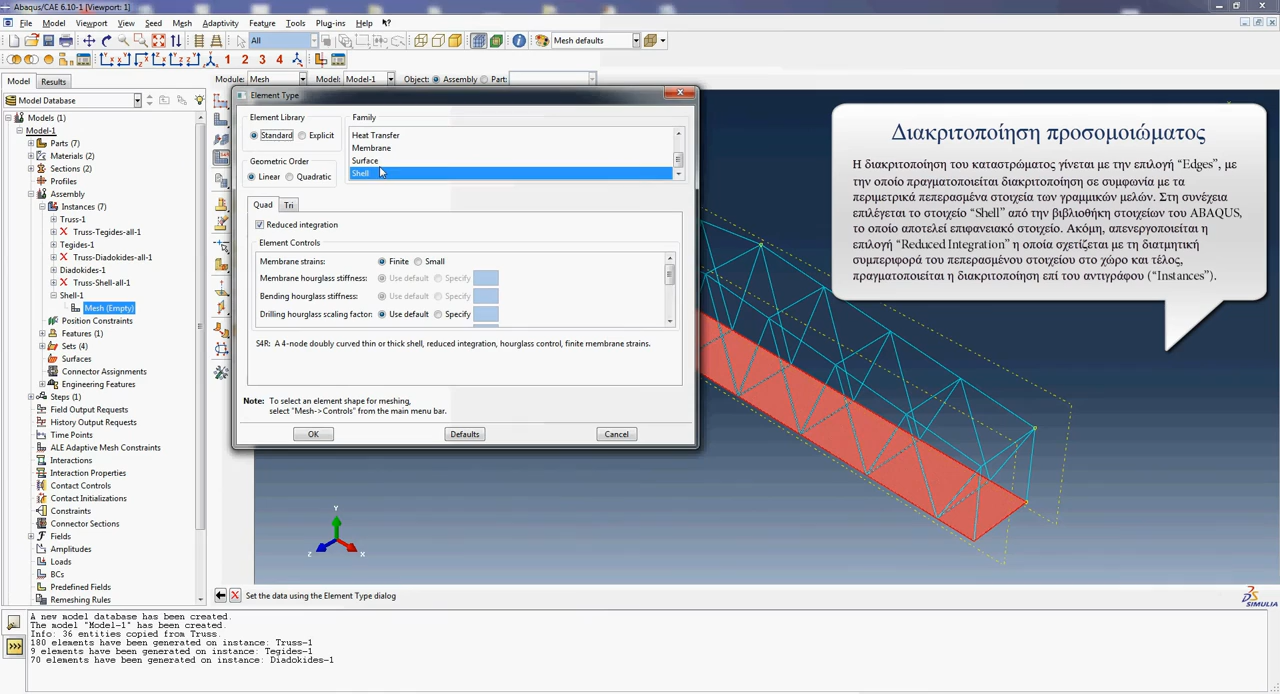 Abaqus/CAE 6.10-1 [Viewport: 1]
File Model Viewport View Seed Mesh Adaptivity Feature Tools Plug-ins Help
All
Mesh defaults
1 2 3 4
Model Results
Module: Mesh Model: Model-1 Object: Assembly Part:
Model Database
Models (1)
Model-1
Parts (7)
Materials (2)
Sections (2)
Profiles
Assembly
Instances (7)
Truss-1
Truss-Tegides-all-1
Tegides-1
Truss-Diadokides-all-1
Diadokides-1
Truss-Shell-all-1
Shell-1
Mesh (Empty)
Position Constraints
Features (1)
Sets (4)
Surfaces
Connector Assignments
Engineering Features
Steps (1)
Field Output Requests
History Output Requests
Time Points
ALE Adaptive Mesh Constraints
Interactions
Interaction Properties
Contact Controls
Contact Initializations
Constraints
Connector Sections
Fields
Amplitudes
Loads
BCs
Predefined Fields
Remeshing Rules
Element Type
Element Library
Standard Explicit
Geometric Order
Linear Quadratic
Family
Heat Transfer
Membrane
Surface
Shell
Quad Tri
Reduced integration
Element Controls
Membrane strains: Finite Small
Membrane hourglass stiffness: Use default Specify
Bending hourglass stiffness: Use default Specify
Drilling hourglass scaling factor: Use default Specify
S4R: A 4-node doubly curved thin or thick shell, reduced integration, hourglass control, finite membrane strains.
Note: To select an element shape for meshing,
select "Mesh->Controls" from the main menu bar.
OK Defaults Cancel
Διακριτοποίηση προσομοιώματος
Η διακριτοποίηση του καταστρώματος γίνεται με την επιλογή “Edges”, με
την οποίο πραγματοποιείται διακριτοποίηση σε συμφωνία με τα
περιμετρικά πεπερασμένα στοιχεία των γραμμικών μελών. Στη συνέχεια
επιλέγεται το στοιχείο “Shell” από την βιβλιοθήκη στοιχείων του ABAQUS,
το οποίο αποτελεί επιφανειακό στοιχείο. Ακόμη, απενεργοποιείται η
επιλογή “Reduced Integration” η οποία σχετίζεται με τη διατμητική
συμπεριφορά του πεπερασμένου στοιχείου στο χώρο και τέλος,
πραγματοποιείται η διακριτοποίηση επί του αντιγράφου (“Instances”).
Y
Z X
Set the data using the Element Type dialog
SIMULIA
A new model database has been created.
The model "Model-1" has been created.
Info: 36 entities copied from Truss.
180 elements have been generated on instance: Truss-1
9 elements have been generated on instance: Tegides-1
70 elements have been generated on instance: Diadokides-1